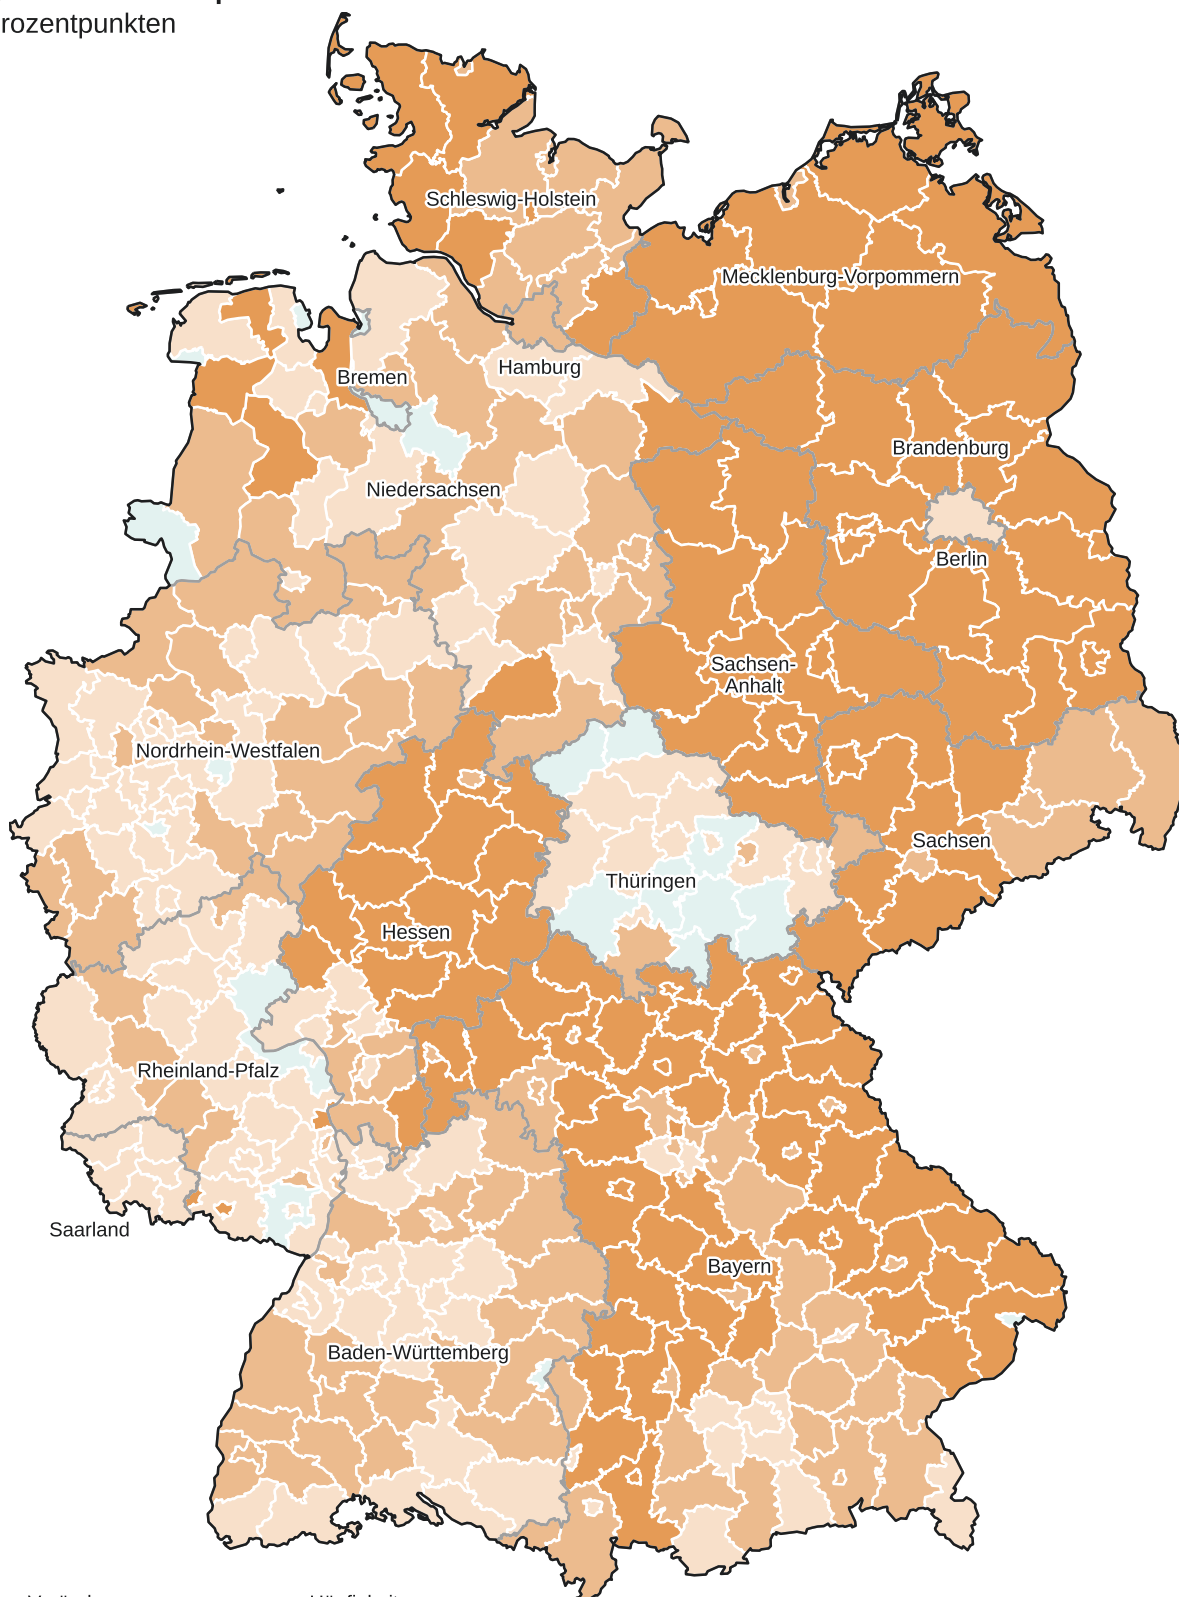 rozentpunkten
Schleswig-Holstein
Mecklenburg-Vorpommern
Hamburg
Bremen
Brandenburg
Niedersachsen
Berlin
Sachsen-
Anhalt
Nordrhein-Westfalen
Sachsen
Thüringen
Hessen
Rheinland-Pfalz
Saarland
Bayern
Baden-Württemberg